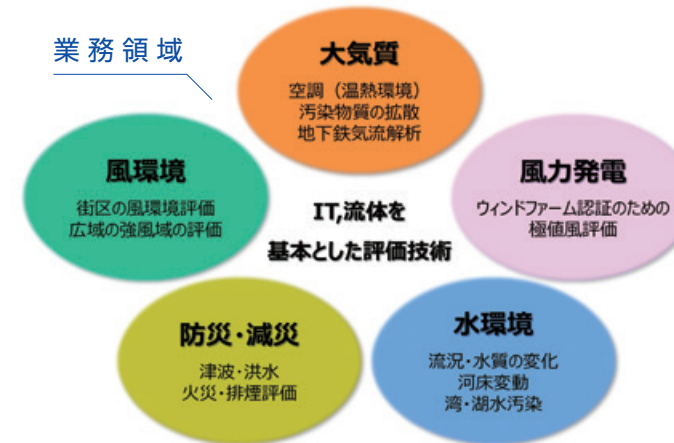 業務領域
大気質
空調（温熱環境）
汚染物質の拡散
地下鉄気流解析
風環境
街区の風環境評価
広域の強風域の評価
風力発電
ウィンドファーム認証のための
極値風評価
IT,流体を
基本とした評価技術
防災・減災
津波・洪水
火災・排煙評価
水環境
流況・水質の変化
河床変動
湾・湖水汚染